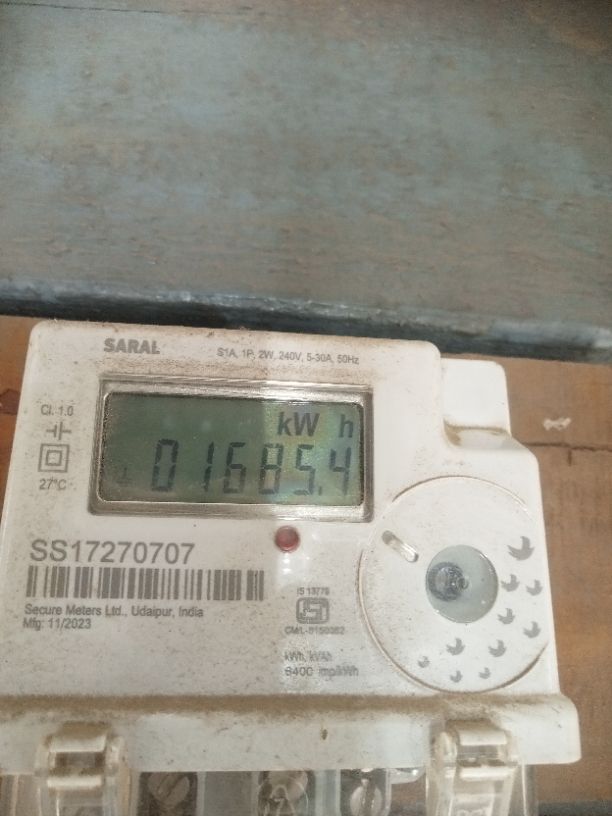 SARAL
S1A, 1P, 2W, 240V, 5-30A, 50Hz
Cl. 1.0
kW h
01685.4
27°C
SS17270707
Secure Meters Ltd., Udaipur, India
Mfg: 11/2023
IS 13779
kWh, kVAh
6400 imp/kWh